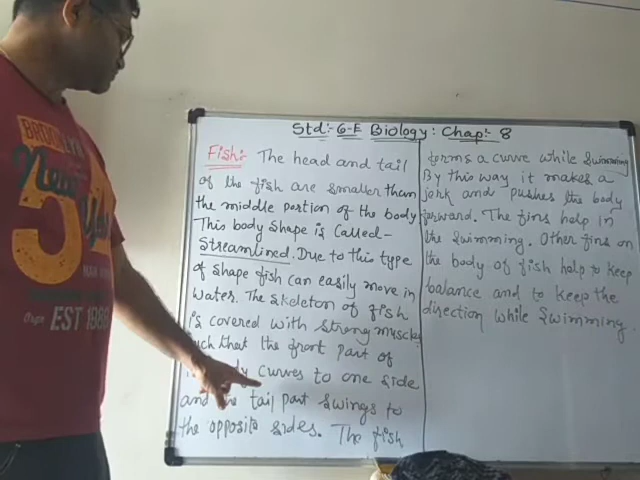 Std:- 6-E Biology: Chap:- 8
Fish:- The head and tail
of the fish are smaller than
the middle portion of the body
This body shape is Called-
Streamlined. Due to this type
of shape fish can easily move in
water. The skeleton of fish
is covered with strong muscles
such that the front part of
curves to one side
and the tail part swings to
the opposite sides. The fish
forms a curve while swimming
By this way it makes a
jerk and pushes the body
forward. The fins help in
the swimming. Other fins on
the body of fish help to keep
balance and to keep the
direction while swimming.
BROOKLYN
New York
5
EST 1986